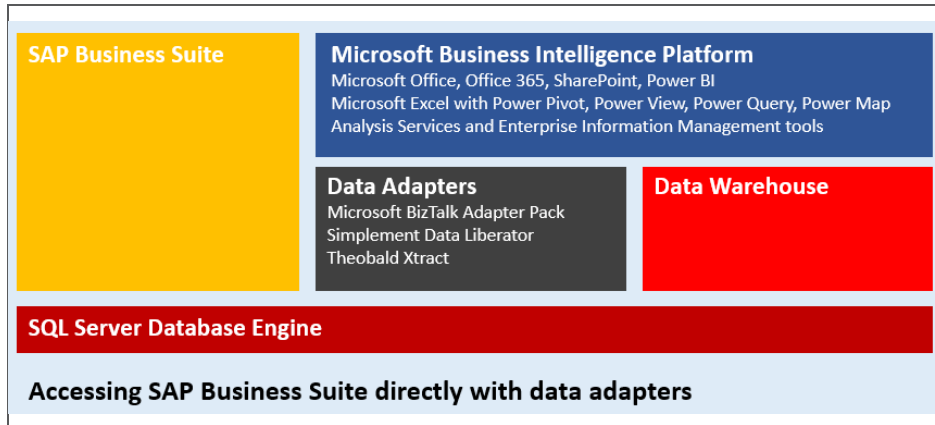 SAP Business Suite
Microsoft Business Intelligence Platform
Microsoft Office, Office 365, SharePoint, Power BI
Microsoft Excel with Power Pivot, Power View, Power Query, Power Map
Analysis Services and Enterprise Information Management tools
Data Adapters
Microsoft BizTalk Adapter Pack
Simplement Data Liberator
Theobald Xtract
Data Warehouse
SQL Server Database Engine
Accessing SAP Business Suite directly with data adapters